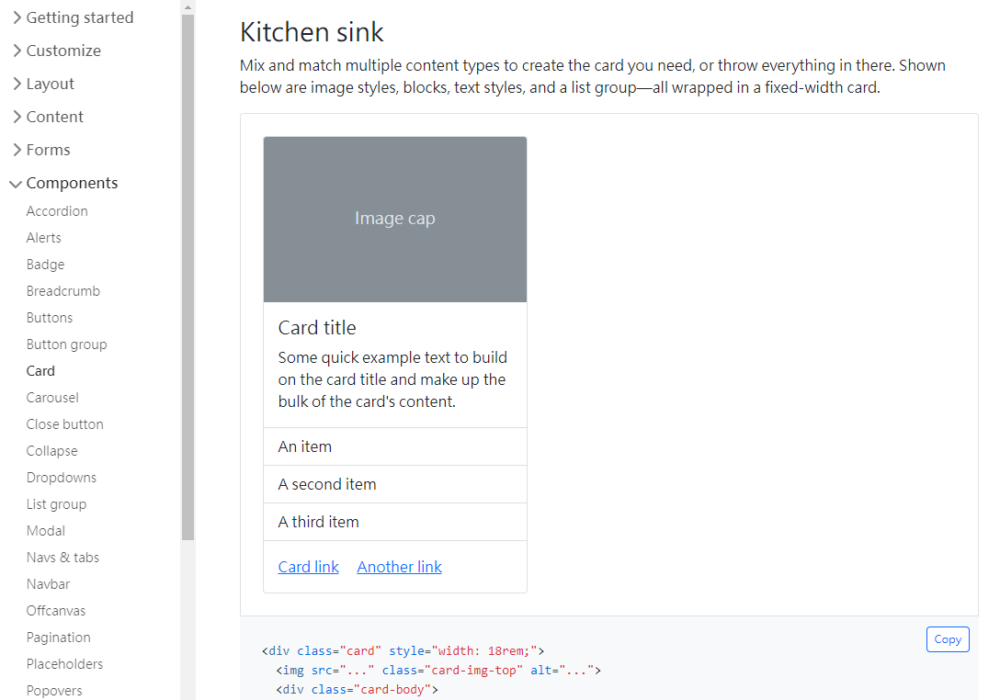 Getting started
Customize
Layout
Content
Forms
Components
Accordion
Alerts
Badge
Breadcrumb
Buttons
Button group
Card
Carousel
Close button
Collapse
Dropdowns
List group
Modal
Navs & tabs
Navbar
Offcanvas
Pagination
Placeholders
Popovers
Kitchen sink
Mix and match multiple content types to create the card you need, or throw everything in there. Shown
below are image styles, blocks, text styles, and a list group—all wrapped in a fixed-width card.
Image cap
Card title
Some quick example text to build
on the card title and make up the
bulk of the card's content.
An item
A second item
A third item
Card link Another link
Copy
<div class="card" style="width: 18rem;">
  <img src="..." class="card-img-top" alt="...">
  <div class="card-body">